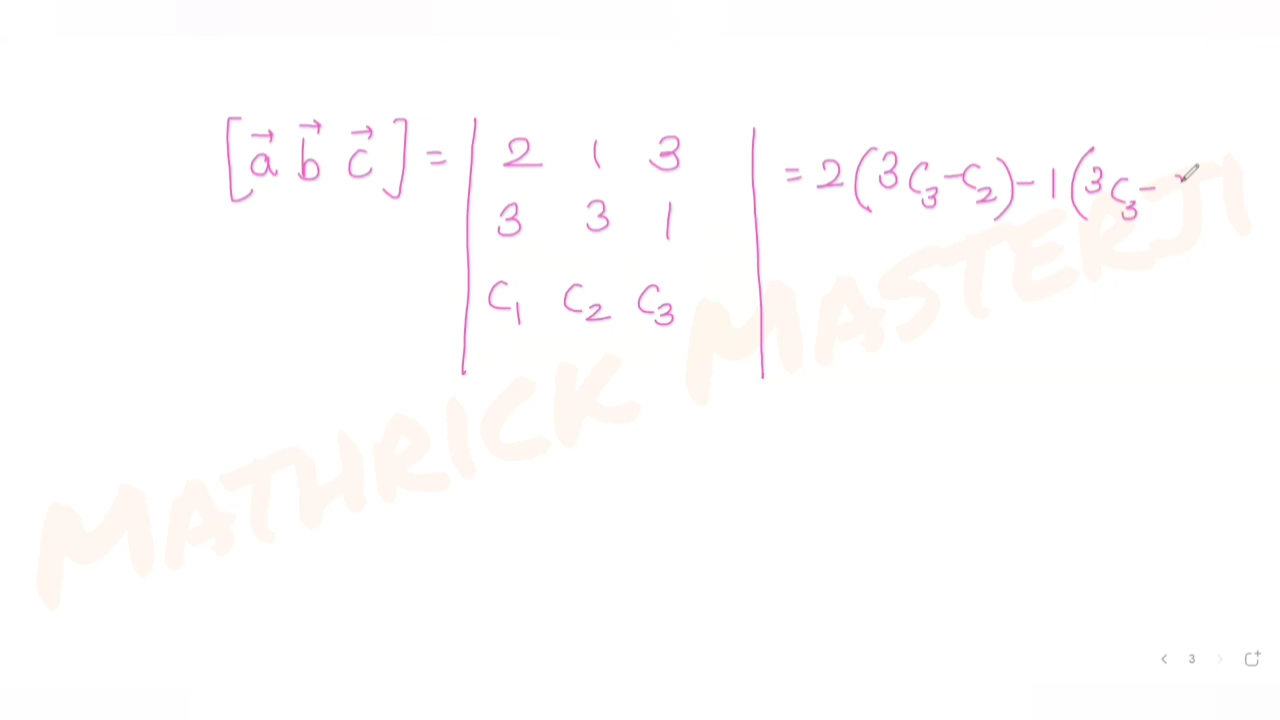 [a⃗ b⃗ c⃗] = | 2 1 3 | = 2(3c₃-c₂)-1(3c₃-
3 3 1
c₁ c₂ c₃
MATHRICK MASTERJI
< 3 >